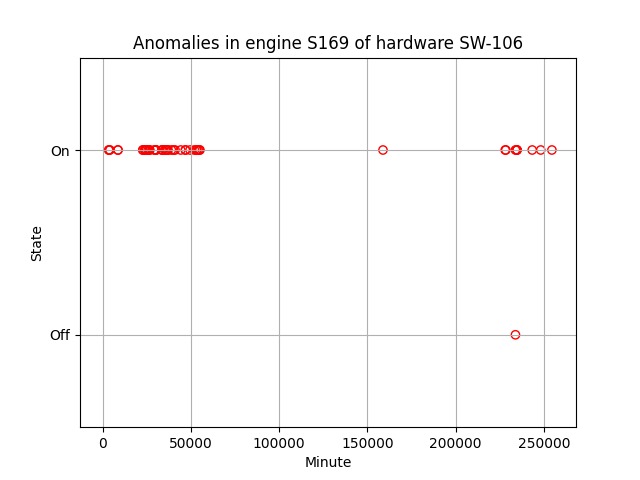 Anomalies in engine S169 of hardware SW-106
On
State
Off
0 50000 100000 150000 200000 250000
Minute